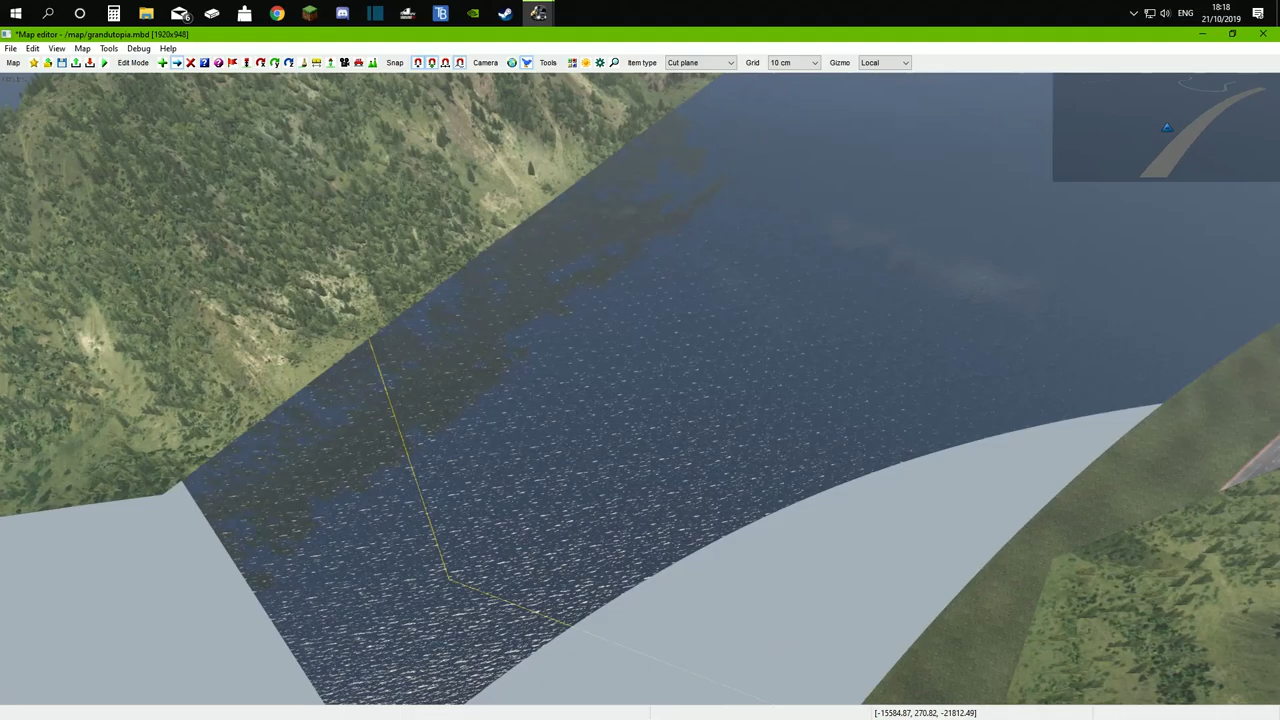 6
ENG
18:18
21/10/2019
*Map editor - /map/grandutopia.mbd [1920x948]
File Edit View Map Tools Debug Help
Map Edit Mode Snap Camera Tools Item type Cut plane Grid 10 cm Gizmo Local
[-15584.87, 270.82, -21812.49]